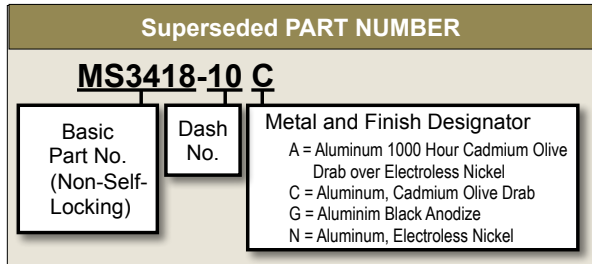 Superseded PART NUMBER
MS3418-10 C
Basic
Part No.
(Non-Self-
Locking)
Dash
No.
Metal and Finish Designator
A = Aluminum 1000 Hour Cadmium Olive
Drab over Electroless Nickel
C = Aluminum, Cadmium Olive Drab
G = Aluminim Black Anodize
N = Aluminum, Electroless Nickel